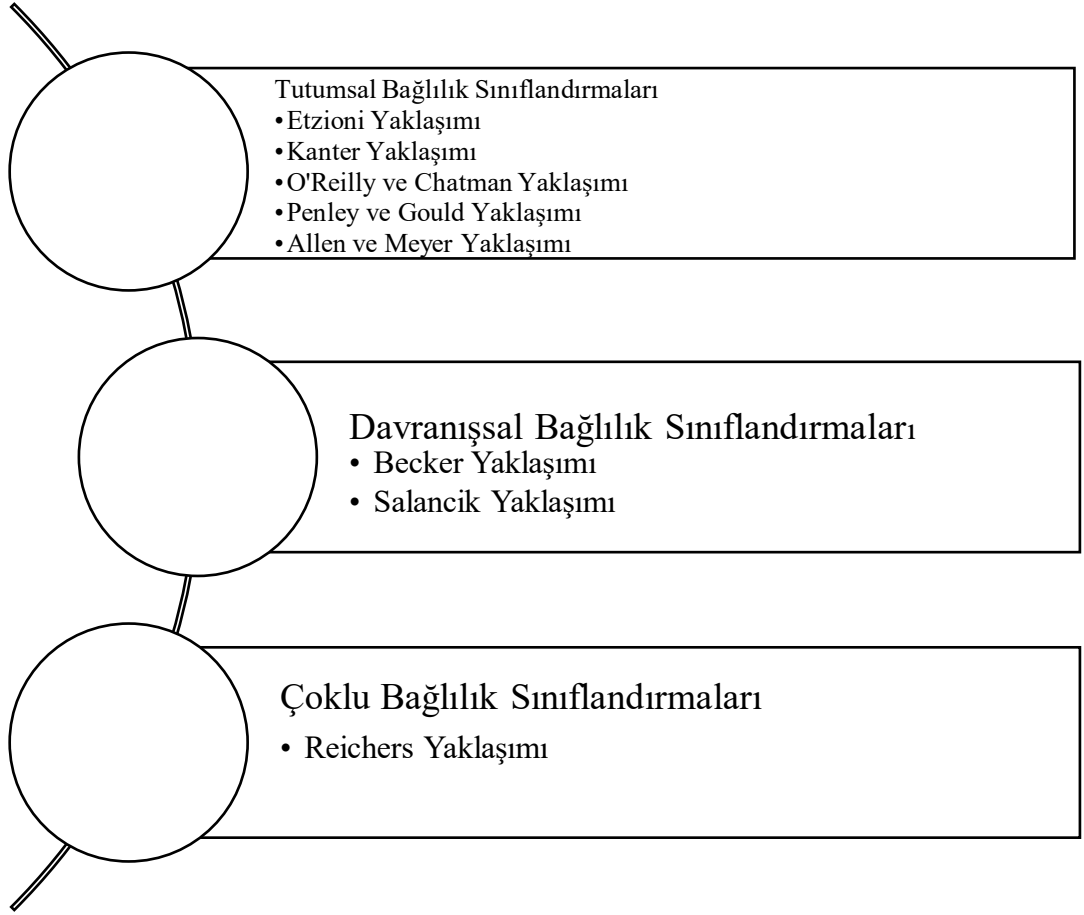 Tutumsal Bağlılık Sınıflandırmaları
•Etzioni Yaklaşımı
•Kanter Yaklaşımı
•O'Reilly ve Chatman Yaklaşımı
•Penley ve Gould Yaklaşımı
•Allen ve Meyer Yaklaşımı
Davranışsal Bağlılık Sınıflandırmaları
• Becker Yaklaşımı
• Salancik Yaklaşımı
Çoklu Bağlılık Sınıflandırmaları
• Reichers Yaklaşımı